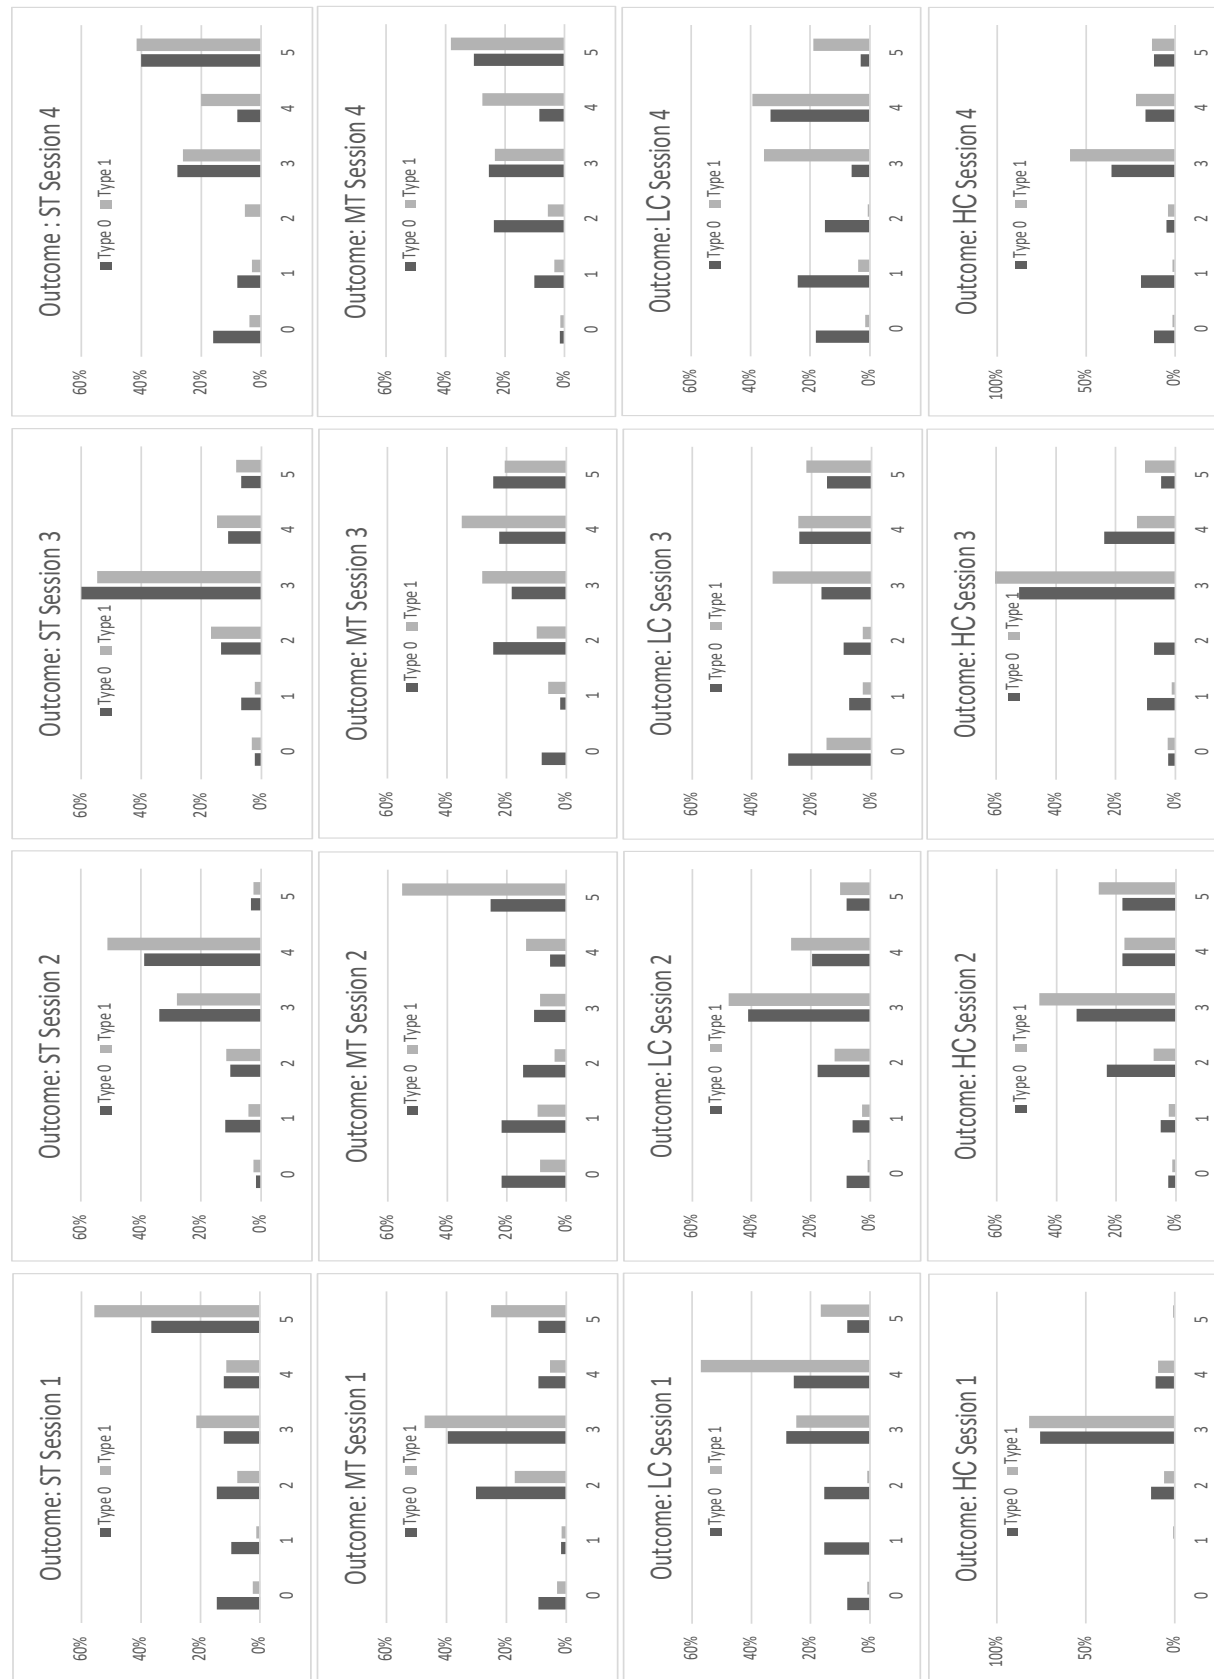 Outcome: ST Session 1
Type 0 Type 1
60%
40%
20%
0%
0 1 2 3 4 5
Outcome: ST Session 2
Type 0 Type 1
60%
40%
20%
0%
0 1 2 3 4 5
Outcome: ST Session 3
Type 0 Type 1
60%
40%
20%
0%
0 1 2 3 4 5
Outcome : ST Session 4
Type 0 Type 1
60%
40%
20%
0%
0 1 2 3 4 5
Outcome: MT Session 1
Type 0 Type 1
60%
40%
20%
0%
0 1 2 3 4 5
Outcome: MT Session 2
Type 0 Type 1
60%
40%
20%
0%
0 1 2 3 4 5
Outcome: MT Session 3
Type 0 Type 1
60%
40%
20%
0%
0 1 2 3 4 5
Outcome: MT Session 4
Type 0 Type 1
60%
40%
20%
0%
0 1 2 3 4 5
Outcome: LC Session 1
Type 0 Type 1
60%
40%
20%
0%
0 1 2 3 4 5
Outcome: LC Session 2
Type 0 Type 1
60%
40%
20%
0%
0 1 2 3 4 5
Outcome: LC Session 3
Type 0 Type 1
60%
40%
20%
0%
0 1 2 3 4 5
Outcome: LC Session 4
Type 0 Type 1
60%
40%
20%
0%
0 1 2 3 4 5
Outcome: HC Session 1
Type 0 Type 1
100%
50%
0%
0 1 2 3 4 5
Outcome: HC Session 2
Type 0 Type 1
60%
40%
20%
0%
0 1 2 3 4 5
Outcome: HC Session 3
Type 0 Type 1
60%
40%
20%
0%
0 1 2 3 4 5
Outcome: HC Session 4
Type 0 Type 1
100%
50%
0%
0 1 2 3 4 5